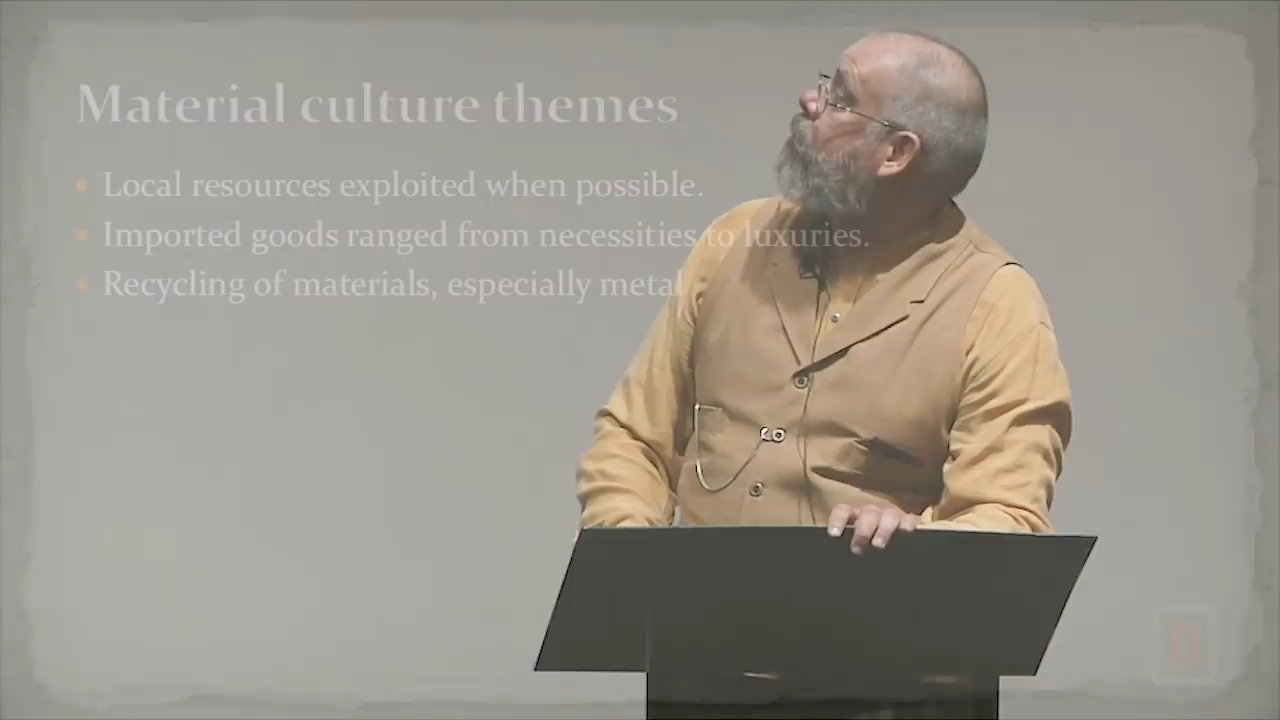 Material culture themes
Local resources exploited when possible.
Imported goods ranged from necessities to luxuries.
Recycling of materials, especially metal